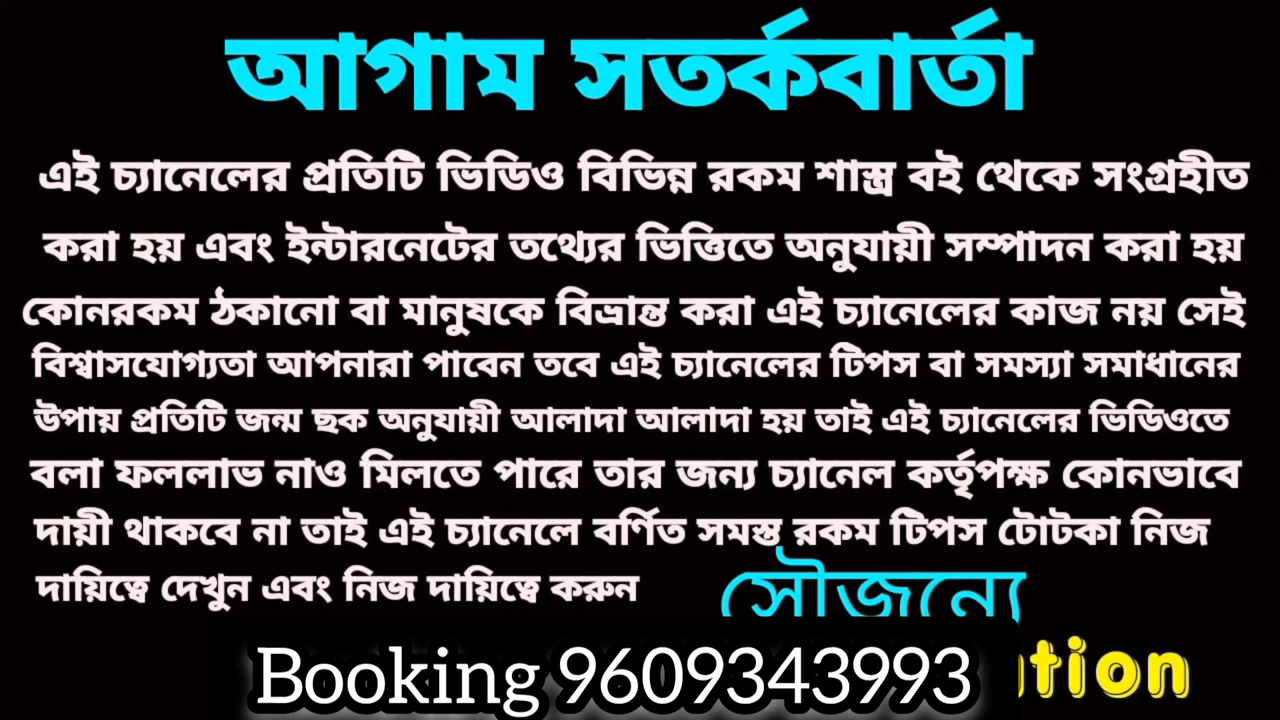 আগাম সতর্কবার্তা
এই চ্যানেলের প্রতিটি ভিডিও বিভিন্ন রকম শাস্ত্র বই থেকে সংগ্রহীত
করা হয় এবং ইন্টারনেটের তথ্যের ভিত্তিতে অনুযায়ী সম্পাদন করা হয়
কোনরকম ঠকানো বা মানুষকে বিভ্রান্ত করা এই চ্যানেলের কাজ নয় সেই
বিশ্বাসযোগ্যতা আপনারা পাবেন তবে এই চ্যানেলের টিপস বা সমস্যা সমাধানের
উপায় প্রতিটি জন্ম ছক অনুযায়ী আলাদা আলাদা হয় তাই এই চ্যানেলের ভিডিওতে
বলা ফললাভ নাও মিলতে পারে তার জন্য চ্যানেল কর্তৃপক্ষ কোনভাবে
দায়ী থাকবে না তাই এই চ্যানেলে বর্ণিত সমস্ত রকম টিপস টোটকা নিজ
দায়িত্বে দেখুন এবং নিজ দায়িত্বে করুন
সৌজন্যে
Booking 9609343993